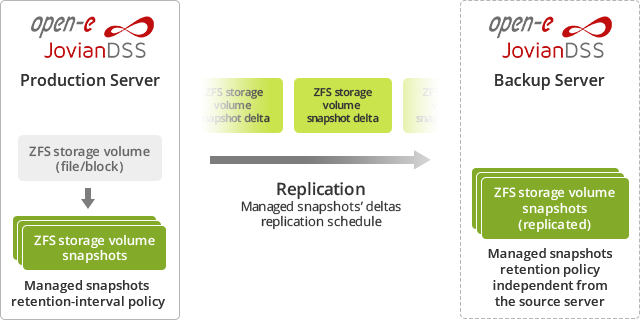 open-e
JovianDSS
Production Server
ZFS storage volume
(file/block)
ZFS storage volume
snapshots
Managed snapshots
retention-interval policy
ZFS storage
volume
snapshot delta
ZFS storage
volume
snapshot delta
Replication
Managed snapshots’ deltas
replication schedule
open-e
JovianDSS
Backup Server
ZFS storage volume
snapshots
(replicated)
Managed snapshots
retention policy
independent from
the source server